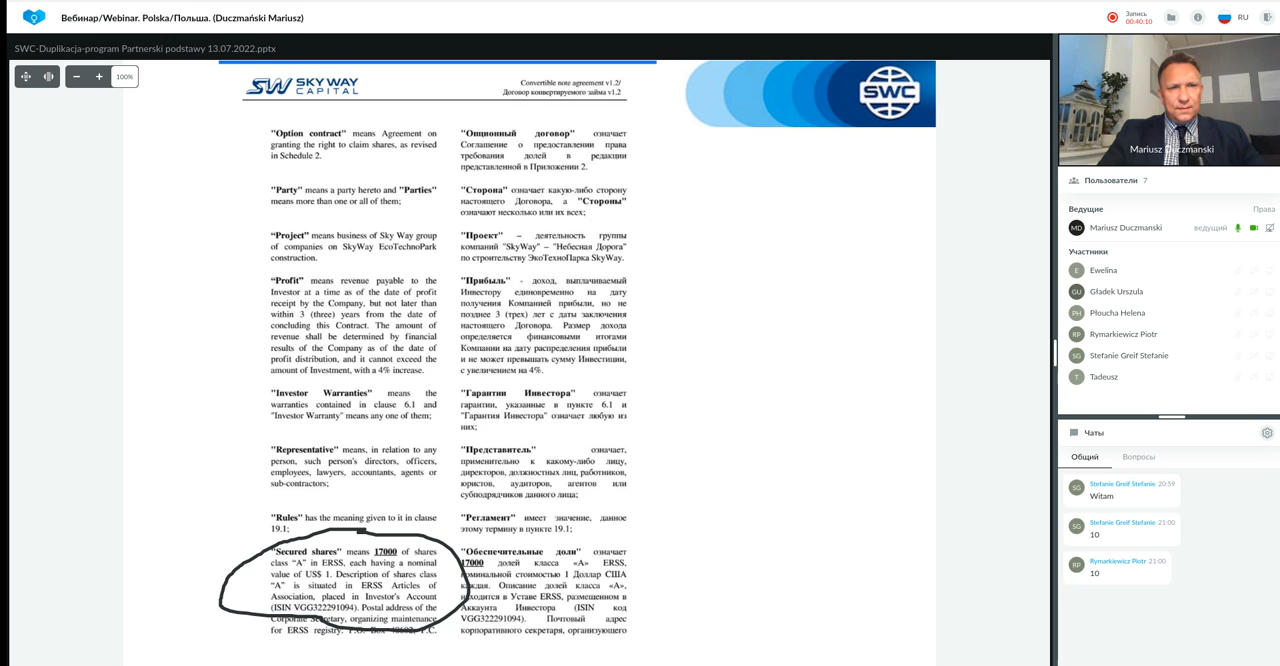 Вебинар/Webinar. Polska/Польша. (Duczmański Mariusz)
Запись
00:40:10
RU
SWC-Duplikacja-program Partnerski podstawy 13.07.2022.pptx
100%
SW SKY WAY
CAPITAL
Convertible note agreement v1.2/
Договор конвертируемого займа v1.2
SWC
"Option contract" means Agreement on
granting the right to claim shares, as revised
in Schedule 2.
"Party" means a party hereto and "Parties"
means more than one or all of them;
"Project" means business of Sky Way group
of companies on SkyWay EcoTechnoPark
construction.
"Profit" means revenue payable to the
Investor at a time as of the date of profit
receipt by the Company, but not later than
within 3 (three) years from the date of
concluding this Contract. The amount of
revenue shall be determined by financial
results of the Company as of the date of
profit distribution, and it cannot exceed the
amount of Investment, with a 4% increase.
"Investor Warranties" means the
warranties contained in clause 6.1 and
"Investor Warranty" means any one of them;
"Representative" means, in relation to any
person, such person's directors, officers,
employees, lawyers, accountants, agents or
sub-contractors;
"Rules" has the meaning given to it in clause
19.1;
"Secured shares" means 17000 of shares
class "A" in ERSS, each having a nominal
value of US$ 1. Description of shares class
"A" is situated in ERSS Articles of
Association, placed in Investor's Account
(ISIN VGG322291094). Postal address of the
Corporate Secretary, organizing maintenance
for ERSS registry: P.O. Box 48602, P.C.
"Опционный договор" означает
Соглашение о предоставлении права
требования долей в редакции
представленной в Приложении 2.
"Сторона" означает какую-либо сторону
настоящего Договора, а "Стороны"
означают несколько или их всех;
"Проект" – деятельность группы
компаний "SkyWay" – "Небесная Дорога"
по строительству ЭкоТехноПарка SkyWay.
"Прибыль" - доход, выплачиваемый
Инвестору единовременно на дату
получения Компанией прибыли, но не
позднее 3 (трех) лет с даты заключения
настоящего Договора. Размер дохода
определяется финансовыми итогами
Компании на дату распределения прибыли
и не может превышать сумму Инвестиции,
с увеличением на 4%.
"Гарантии Инвестора" означает
гарантии, указанные в пункте 6.1 и
"Гарантия Инвестора" означает любую из
них;
"Представитель" означает,
применительно к какому-либо лицу,
директоров, должностных лиц, работников,
юристов, аудиторов, агентов или
субподрядчиков данного лица;
"Регламент" имеет значение, данное
этому термину в пункте 19.1;
"Обеспечительные доли" означает
17000 долей класса «А» ERSS,
номинальной стоимостью 1 Доллар США
каждая. Описание долей класса «А»,
находится в Уставе ERSS, размещенном в
Аккаунта Инвестора (ISIN код
VGG322291094). Почтовый адрес
корпоративного секретаря, организующего
Mariusz Duczmanski
Пользователи 7
Ведущие Права
MD Mariusz Duczmanski ведущий
Участники
E Ewelina
GU Gładek Urszula
PH Płoucha Helena
RP Rymarkiewicz Piotr
SG Stefanie Greif Stefanie
T Tadeusz
Чаты
Общий Вопросы
SG Stefanie Greif Stefanie 20:59
Witam
SG Stefanie Greif Stefanie 21:00
10
RP Rymarkiewicz Piotr 21:00
10